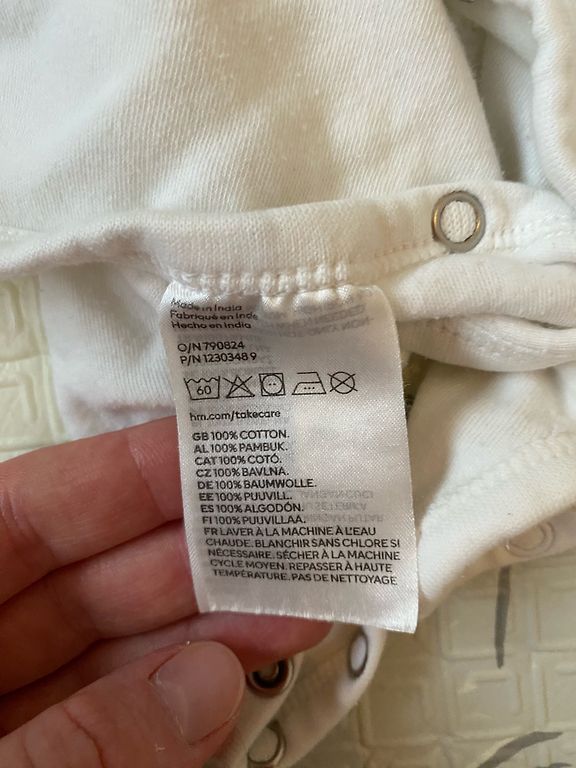 Made in India
Fabriqué en Inde
Hecho en India
O/N 790824
P/N 1230348 9
60
hm.com/takecare
GB 100% COTTON.
AL 100% PAMBUK.
CAT 100% COTÓ.
CZ 100% BAVLNA.
DE 100% BAUMWOLLE.
EE 100% PUUVILL.
ES 100% ALGODÓN.
FI 100% PUUVILLAA.
FR LAVER À LA MACHINE À L'EAU
CHAUDE. BLANCHIR SANS CHLORE SI
NÉCESSAIRE. SÉCHER À LA MACHINE
CYCLE MOYEN. REPASSER À HAUTE
TEMPÉRATURE. PAS DE NETTOYAGE